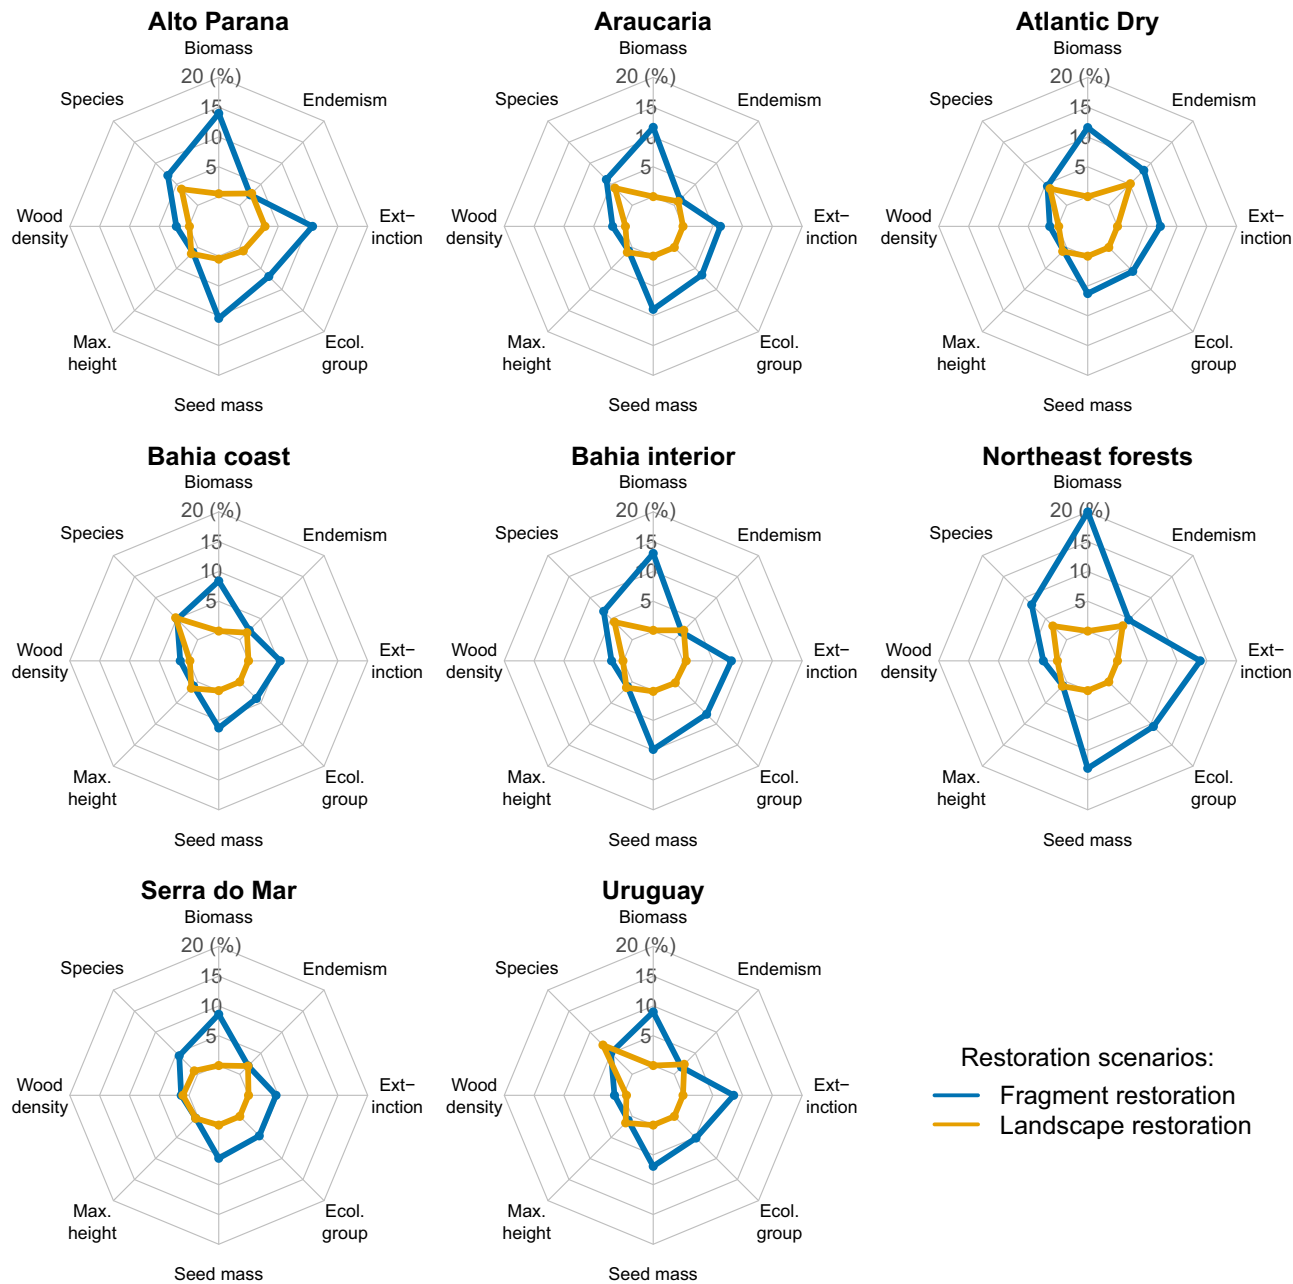 Alto Parana
Biomass
20 (%)
Species
Endemism
15
10
5
Wood
density
Ext−
inction
Max.
height
Ecol.
group
Seed mass
Araucaria
Biomass
20 (%)
Species
Endemism
15
10
5
Wood
density
Ext−
inction
Max.
height
Ecol.
group
Seed mass
Atlantic Dry
Biomass
20 (%)
Species
Endemism
15
10
5
Wood
density
Ext−
inction
Max.
height
Ecol.
group
Seed mass
Bahia coast
Biomass
20 (%)
Species
Endemism
15
10
5
Wood
density
Ext−
inction
Max.
height
Ecol.
group
Seed mass
Bahia interior
Biomass
20 (%)
Species
Endemism
15
10
5
Wood
density
Ext−
inction
Max.
height
Ecol.
group
Seed mass
Northeast forests
Biomass
20 (%)
Species
Endemism
15
10
5
Wood
density
Ext−
inction
Max.
height
Ecol.
group
Seed mass
Serra do Mar
Biomass
20 (%)
Species
Endemism
15
10
5
Wood
density
Ext−
inction
Max.
height
Ecol.
group
Seed mass
Uruguay
Biomass
20 (%)
Species
Endemism
15
10
5
Wood
density
Ext−
inction
Max.
height
Ecol.
group
Seed mass
Restoration scenarios:
Fragment restoration
Landscape restoration